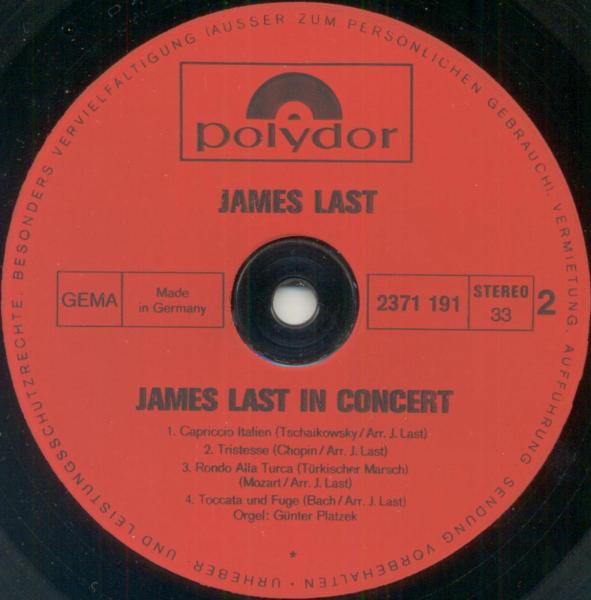 URHEBER- UND LEISTUNGSSCHUTZRECHTE, BESONDERS VERVIELFÄLTIGUNG (AUSSER ZUM PERSÖNLICHEN GEBRAUCH), VERMIETUNG, AUFFÜHRUNG, SENDUNG VORBEHALTEN ·
polydor
JAMES LAST
GEMA
Made
in Germany
2371 191
STEREO
33
2
JAMES LAST IN CONCERT
1. Capriccio Italien (Tschaikowsky/Arr. J. Last)
2. Tristesse (Chopin/Arr. J. Last)
3. Rondo Alla Turca (Türkischer Marsch)
(Mozart/Arr. J. Last)
4. Toccata und Fuge (Bach/Arr. J. Last)
Orgel: Günter Platzek
*